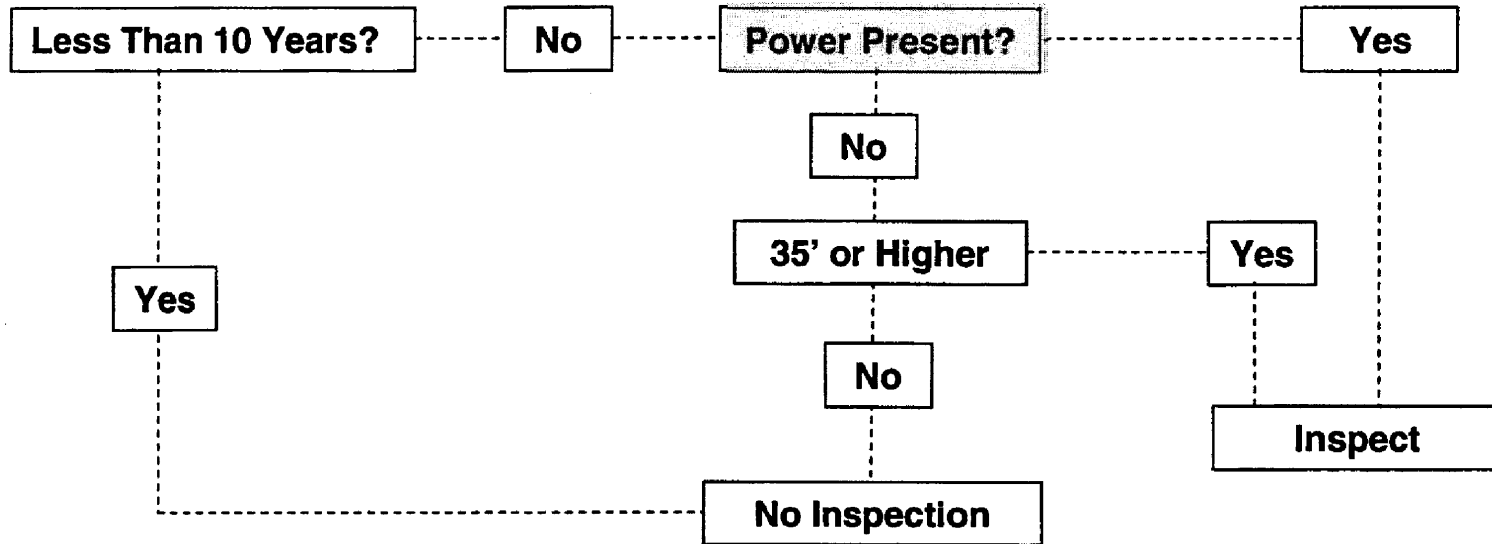 Less Than 10 Years?
No
Power Present?
Yes
No
35' or Higher
Yes
Yes
No
Inspect
No Inspection